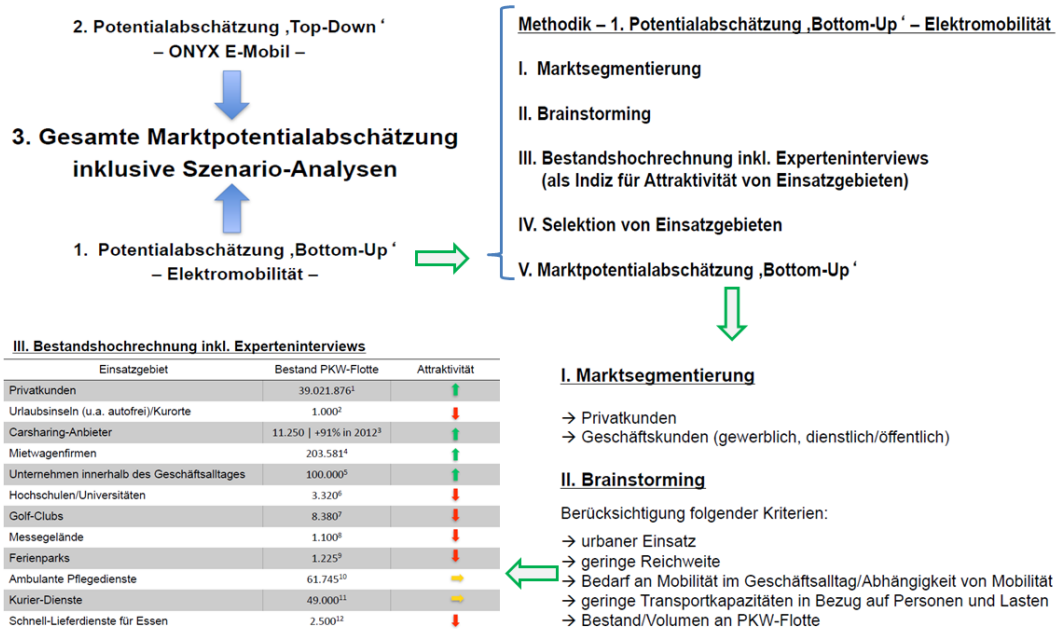 2. Potentialabschätzung ‚Top-Down‘
– ONYX E-Mobil –
3. Gesamte Marktpotentialabschätzung
inklusive Szenario-Analysen
1. Potentialabschätzung ‚Bottom-Up‘
– Elektromobilität –
Methodik – 1. Potentialabschätzung ‚Bottom-Up‘ – Elektromobilität
I. Marktsegmentierung
II. Brainstorming
III. Bestandshochrechnung inkl. Experteninterviews
(als Indiz für Attraktivität von Einsatzgebieten)
IV. Selektion von Einsatzgebieten
V. Marktpotentialabschätzung ‚Bottom-Up‘
I. Marktsegmentierung
→ Privatkunden
→ Geschäftskunden (gewerblich, dienstlich/öffentlich)
II. Brainstorming
Berücksichtigung folgender Kriterien:
→ urbaner Einsatz
→ geringe Reichweite
→ Bedarf an Mobilität im Geschäftsalltag/Abhängigkeit von Mobilität
→ geringe Transportkapazitäten in Bezug auf Personen und Lasten
→ Bestand/Volumen an PKW-Flotte
III. Bestandshochrechnung inkl. Experteninterviews
Einsatzgebiet Bestand PKW-Flotte Attraktivität
Privatkunden 39.021.876¹
Urlaubsinseln (u.a. autofrei)/Kurorte 1.000²
Carsharing-Anbieter 11.250 | +91% in 2012³
Mietwagenfirmen 203.581⁴
Unternehmen innerhalb des Geschäftsalltages 100.000⁵
Hochschulen/Universitäten 3.320⁶
Golf-Clubs 8.380⁷
Messegelände 1.100⁸
Ferienparks 1.225⁹
Ambulante Pflegedienste 61.745¹⁰
Kurier-Dienste 49.000¹¹
Schnell-Lieferdienste für Essen 2.500¹²